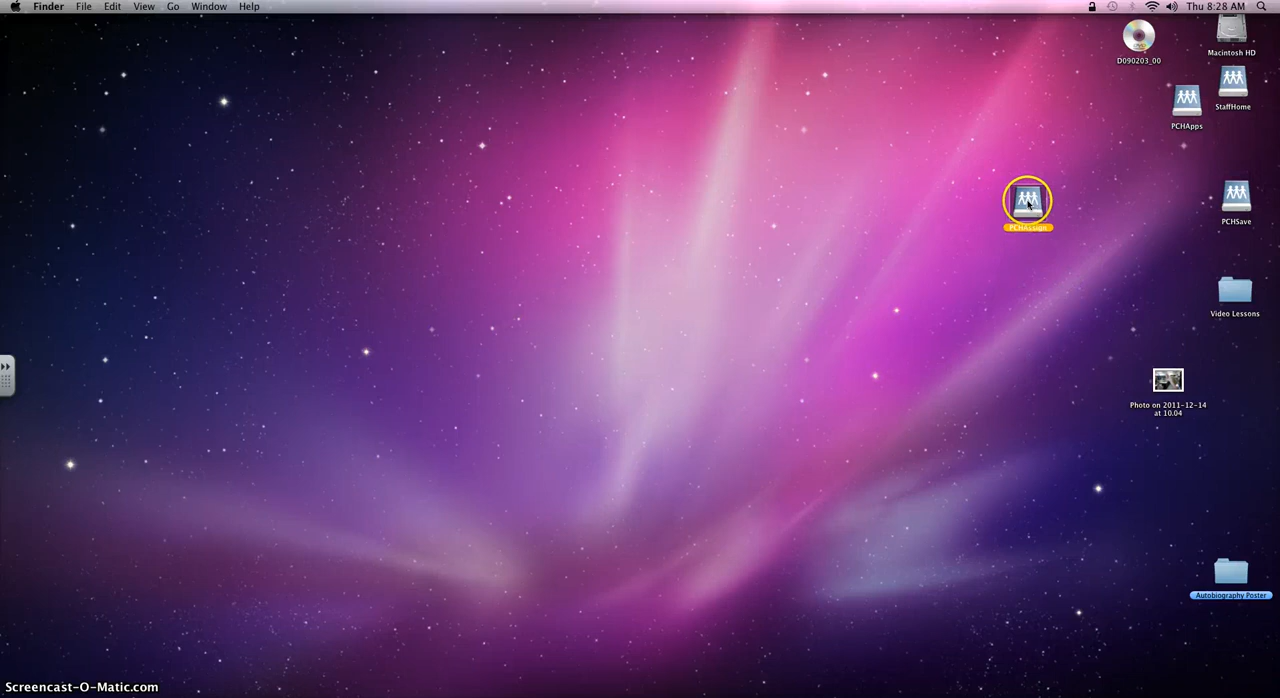 Finder File Edit View Go Window Help Thu 8:28 AM
D090203_00
Macintosh HD
StaffHome
PCHApps
PCHAssign
PCHSave
Video Lessons
Photo on 2011-12-14
at 10.04
Autobiography Poster
Screencast-O-Matic.com